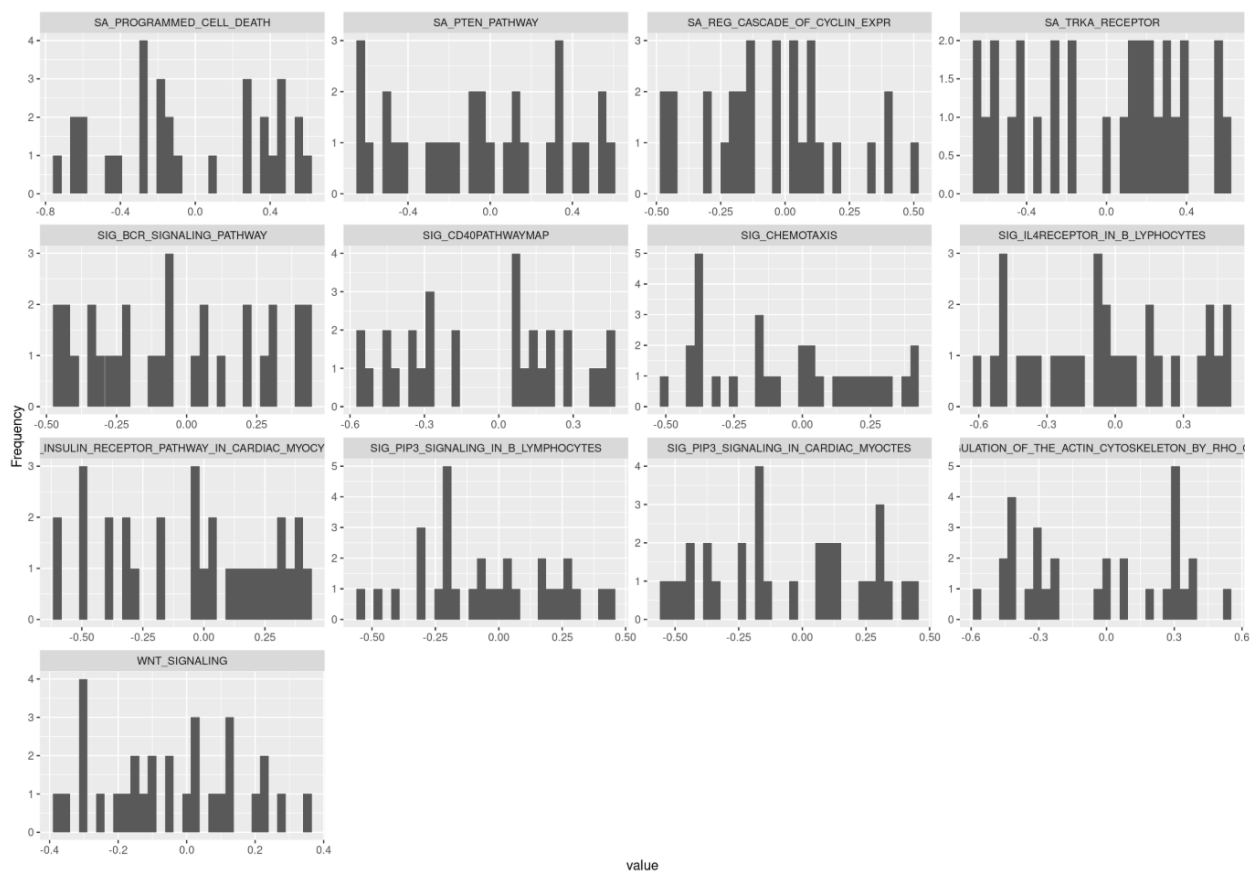 SA_PROGRAMMED_CELL_DEATH SA_PTEN_PATHWAY SA_REG_CASCADE_OF_CYCLIN_EXPR SA_TRKA_RECEPTOR
4 3 2 1 0
3 2 1 0
3 2 1 0
2.0 1.5 1.0 0.5 0.0
-0.8 -0.4 0.0 0.4
-0.4 0.0 0.4
-0.50 -0.25 0.00 0.25 0.50
-0.4 0.0 0.4
SIG_BCR_SIGNALING_PATHWAY SIG_CD40PATHWAYMAP SIG_CHEMOTAXIS SIG_IL4RECEPTOR_IN_B_LYPHOCYTES
3 2 1 0
4 3 2 1 0
5 4 3 2 1 0
3 2 1 0
-0.50 -0.25 0.00 0.25
-0.6 -0.3 0.0 0.3
-0.50 -0.25 0.00 0.25
-0.6 -0.3 0.0 0.3
Frequency
_INSULIN_RECEPTOR_PATHWAY_IN_CARDIAC_MYOCY SIG_PIP3_SIGNALING_IN_B_LYMPHOCYTES SIG_PIP3_SIGNALING_IN_CARDIAC_MYOCTES ULATION_OF_THE_ACTIN_CYTOSKELETON_BY_RHO_
3 2 1 0
5 4 3 2 1 0
4 3 2 1 0
5 4 3 2 1 0
-0.50 -0.25 0.00 0.25
-0.50 -0.25 0.00 0.25 0.50
-0.50 -0.25 0.00 0.25 0.50
-0.6 -0.3 0.0 0.3 0.6
WNT_SIGNALING
4 3 2 1 0
-0.4 -0.2 0.0 0.2 0.4
value